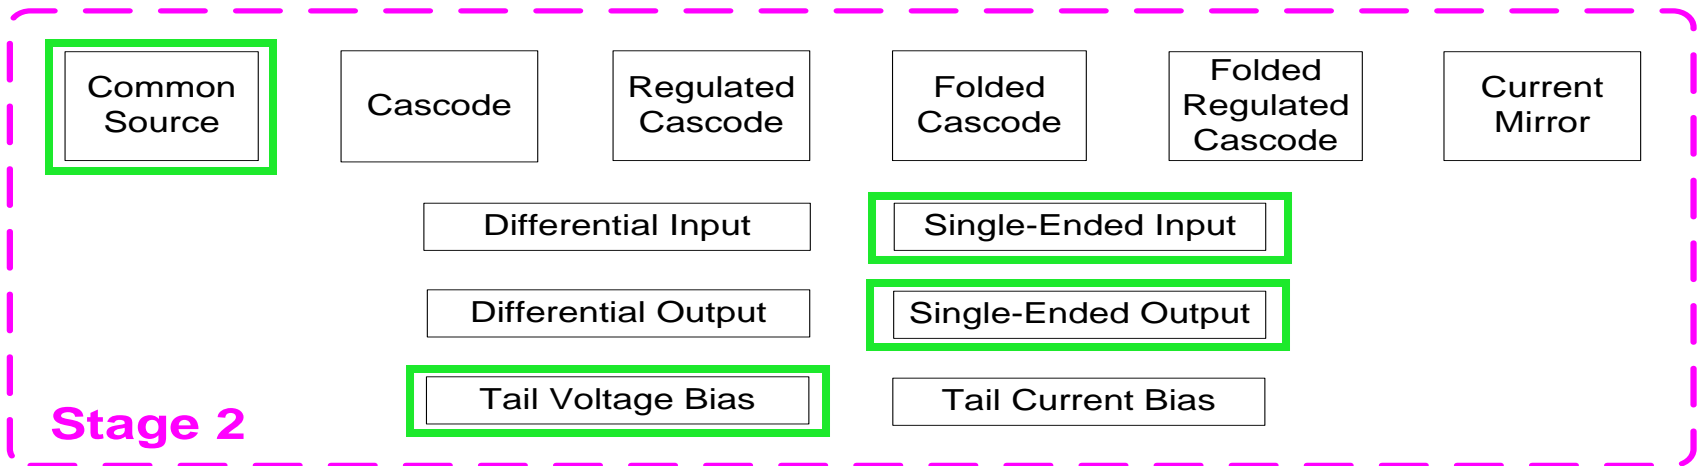 Common
Source
Cascode
Regulated
Cascode
Folded
Cascode
Folded
Regulated
Cascode
Current
Mirror
Differential Input
Single-Ended Input
Differential Output
Single-Ended Output
Tail Voltage Bias
Tail Current Bias
Stage 2